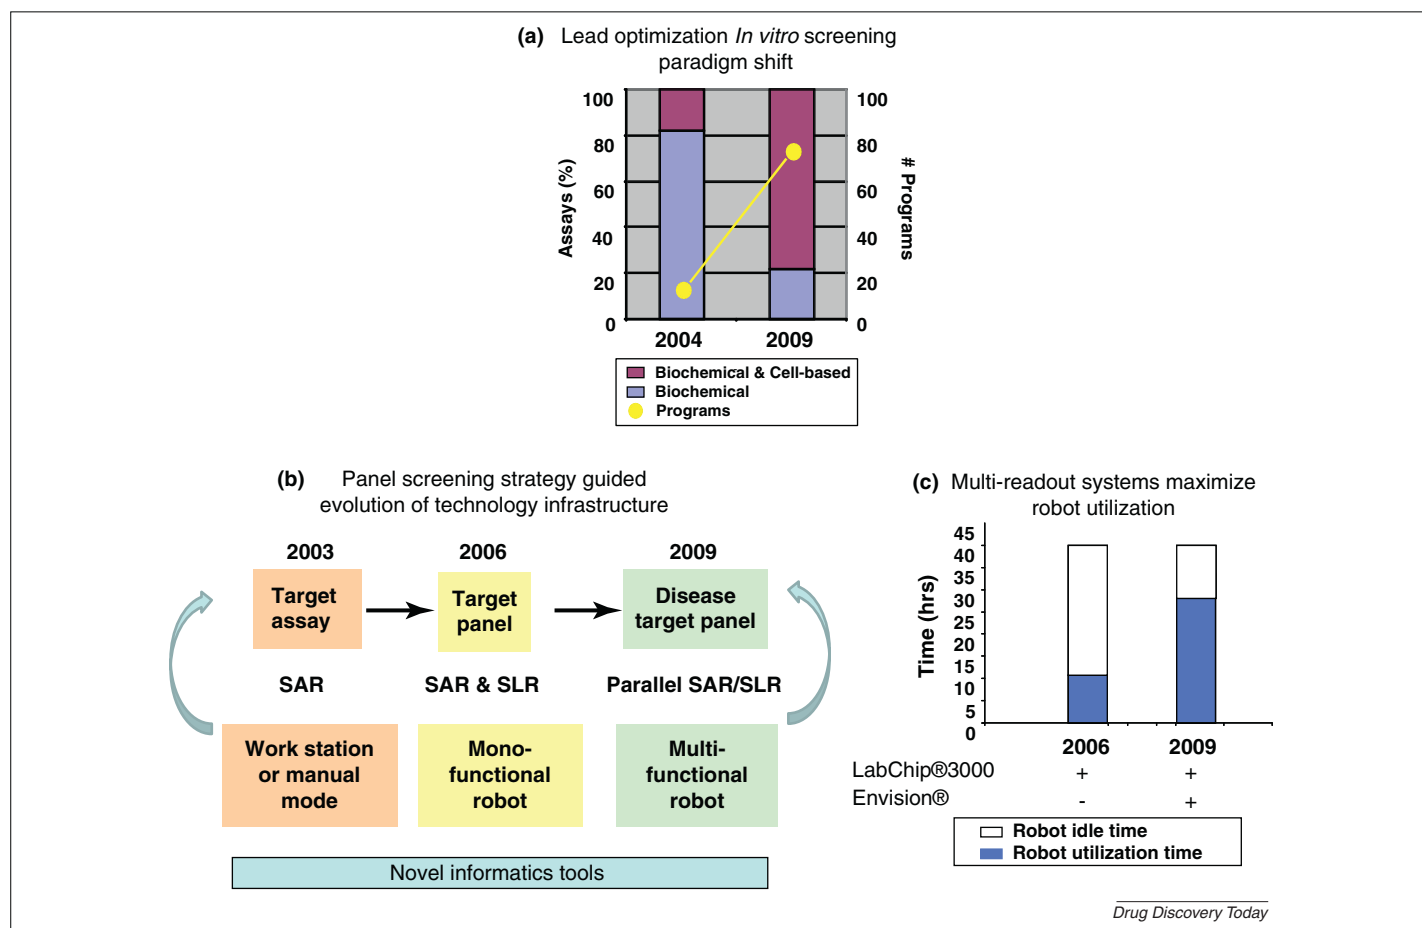 (a) Lead optimization In vitro screening
paradigm shift
100
80
60
40
20
0
Assays (%)
100
80
60
40
20
0
# Programs
2004 2009
Biochemical & Cell-based
Biochemical
Programs
(b) Panel screening strategy guided
evolution of technology infrastructure
2003 2006 2009
Target
assay
Target
panel
Disease
target panel
SAR SAR & SLR Parallel SAR/SLR
Work station
or manual
mode
Mono-
functional
robot
Multi-
functional
robot
Novel informatics tools
(c) Multi-readout systems maximize
robot utilization
45
40
35
30
20
15
10
5
0
Time (hrs)
2006 2009
LabChip®3000 + +
Envision® - +
Robot idle time
Robot utilization time
Drug Discovery Today